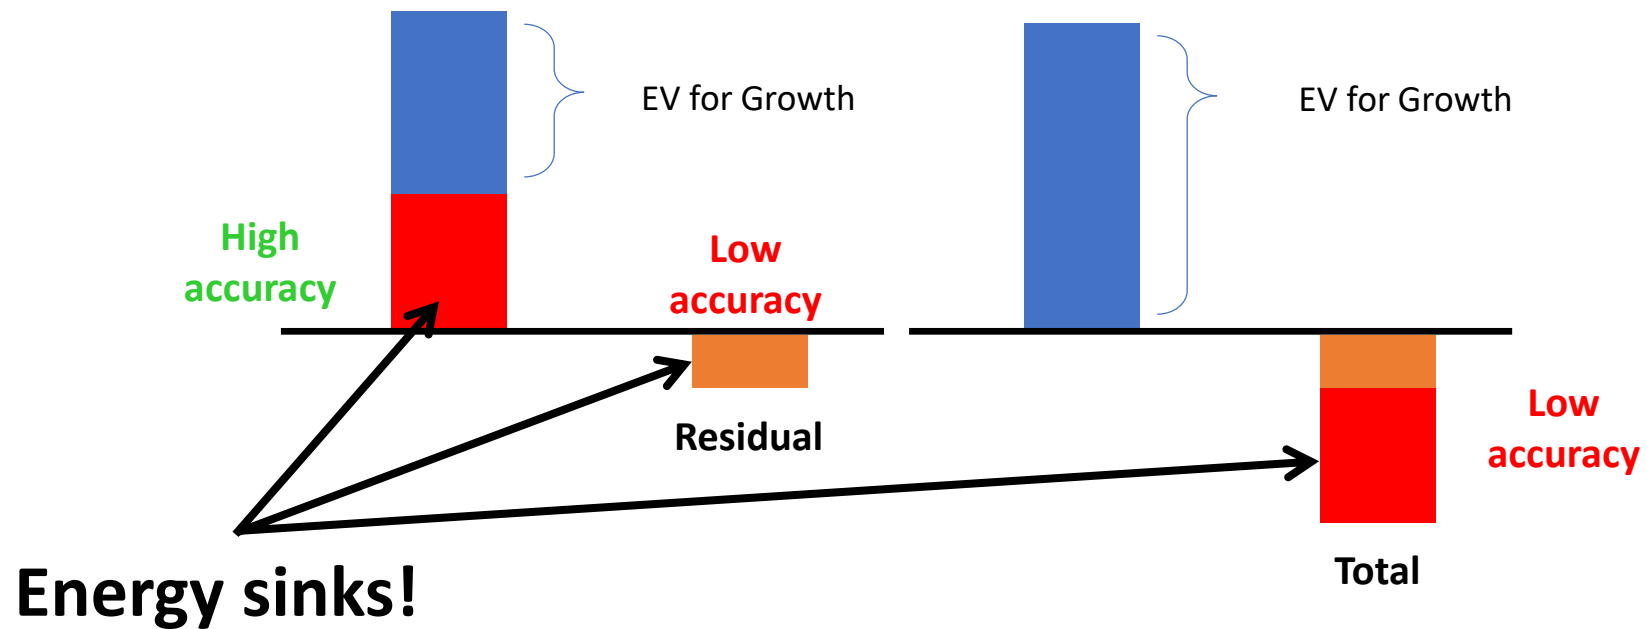 EV for Growth
EV for Growth
High
accuracy
Low
accuracy
Residual
Low
accuracy
Total
Energy sinks!